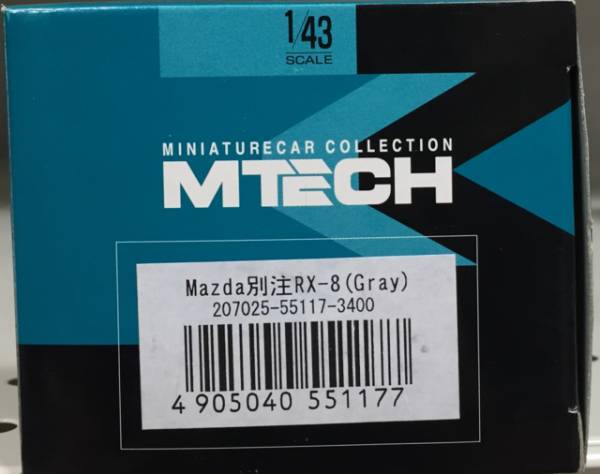 1/43
SCALE
MINIATURECAR COLLECTION
MTECH
Mazda別注RX-8(Gray)
207025-55117-3400
4 905040 551177